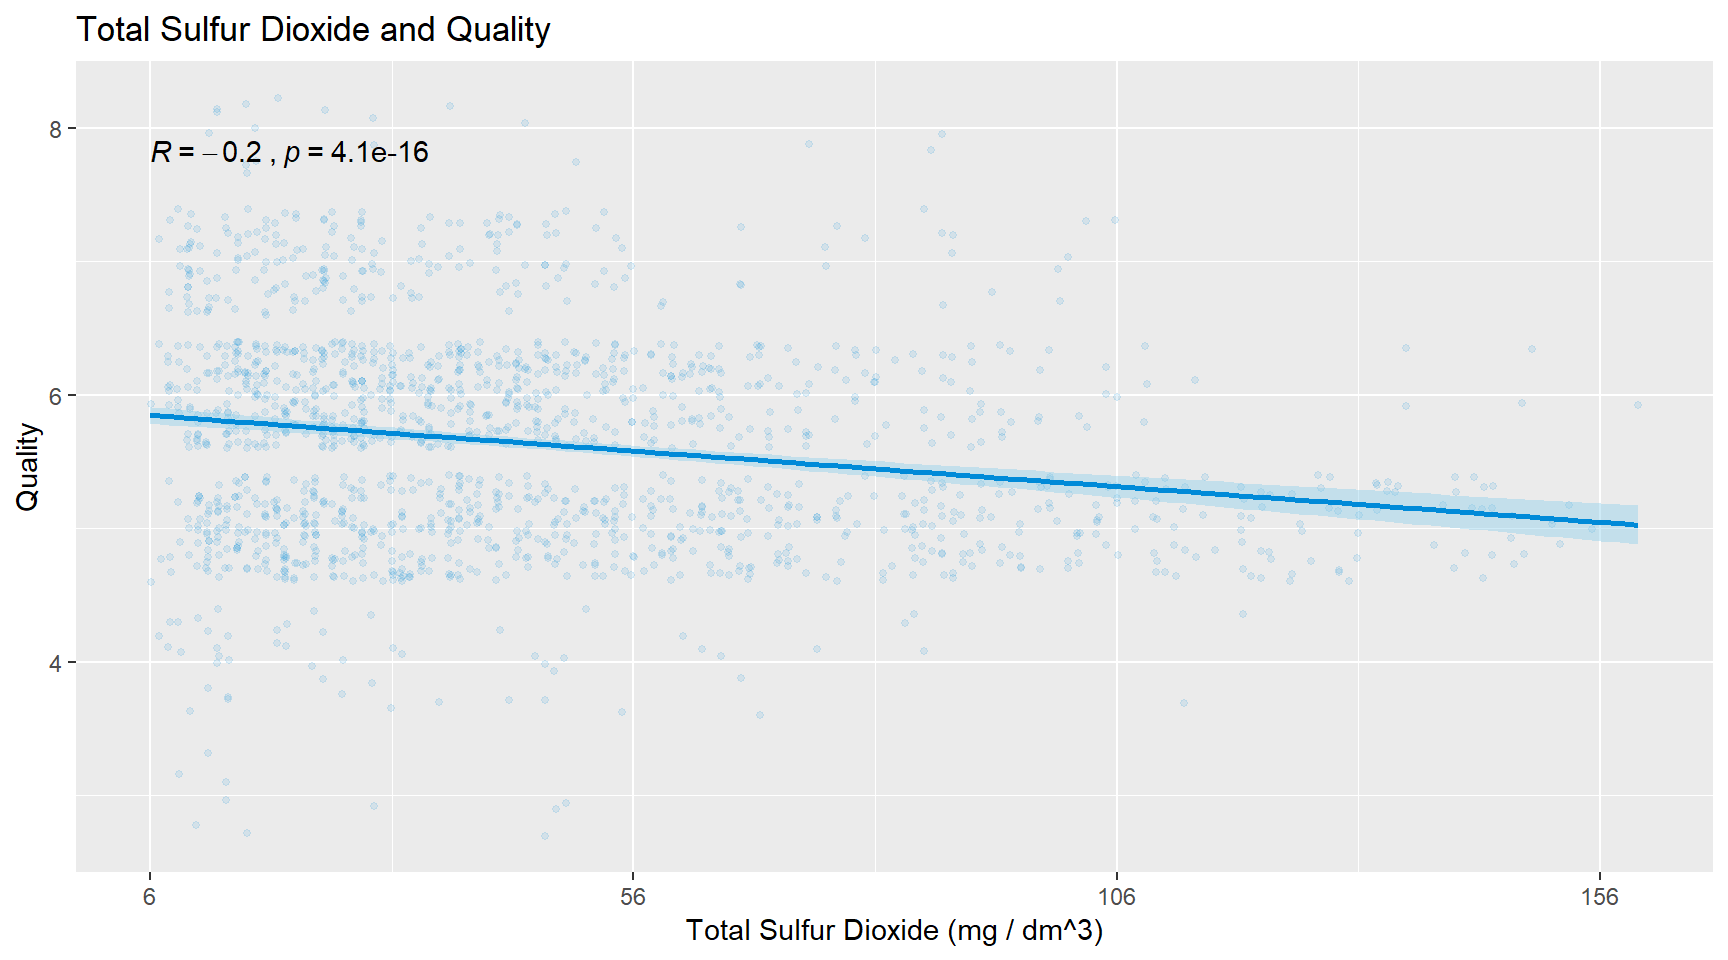 Total Sulfur Dioxide and Quality
8
R = −0.2 , p = 4.1e-16
6
Quality
4
6 56 106 156
Total Sulfur Dioxide (mg / dm^3)